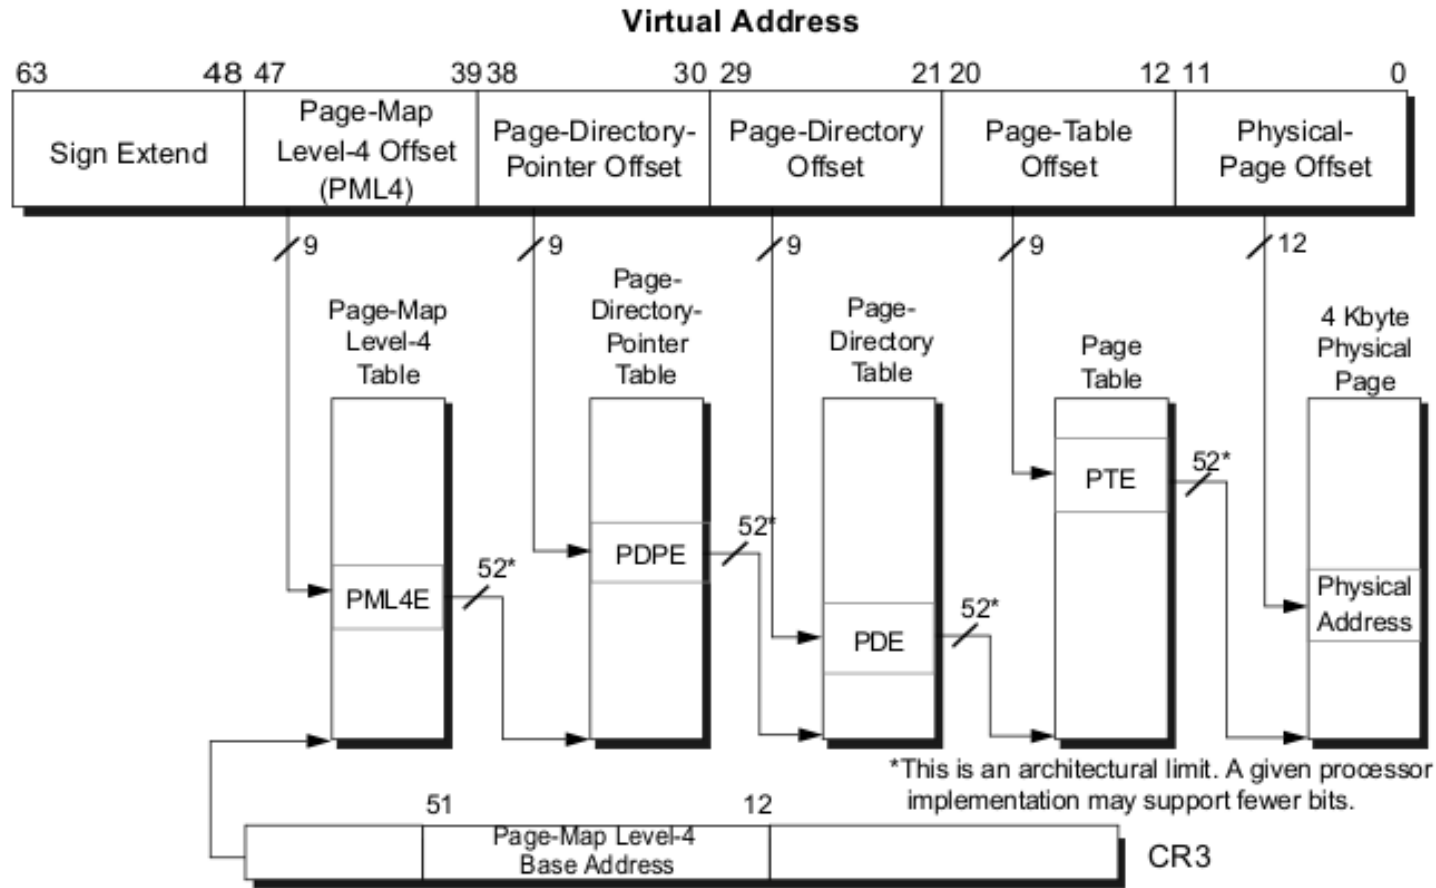 Virtual Address
63 48 47 39 38 30 29 21 20 12 11 0
Sign Extend
Page-Map
Level-4 Offset
(PML4)
Page-Directory-
Pointer Offset
Page-Directory
Offset
Page-Table
Offset
Physical-
Page Offset
9 9 9 9 12
Page-Map
Level-4
Table
Page-
Directory-
Pointer
Table
Page-
Directory
Table
Page
Table
4 Kbyte
Physical
Page
PML4E
52*
PDPE
52*
PDE
52*
PTE
52*
Physical
Address
*This is an architectural limit. A given processor
implementation may support fewer bits.
51 12
Page-Map Level-4
Base Address
CR3